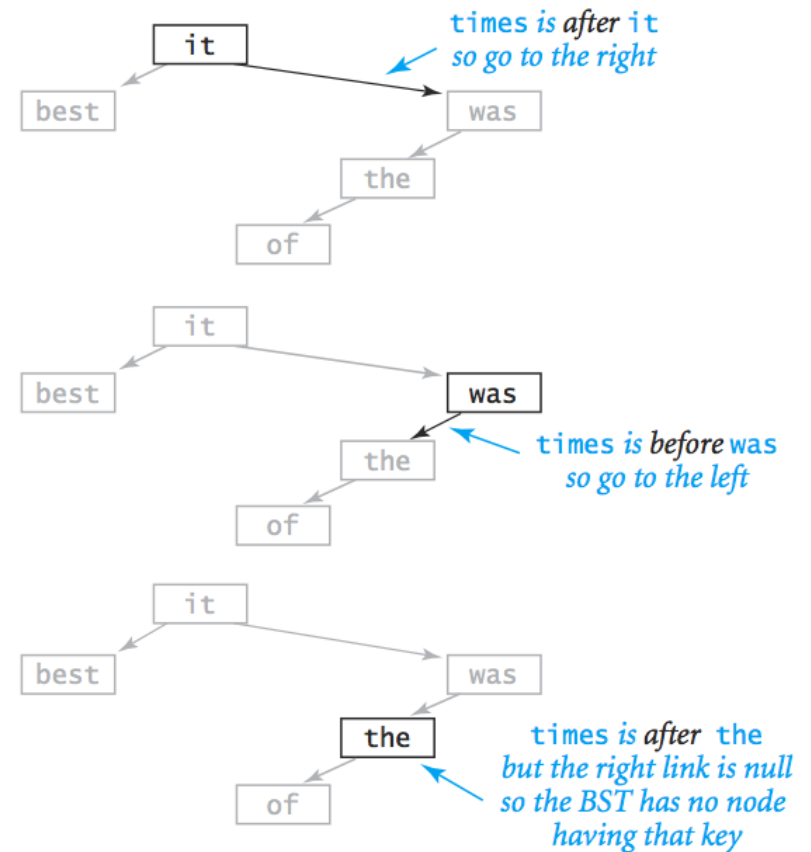 it
times is after it
so go to the right
best
was
the
of
it
best
was
times is before was
so go to the left
the
of
it
best
was
the
times is after the
but the right link is null
so the BST has no node
having that key
of